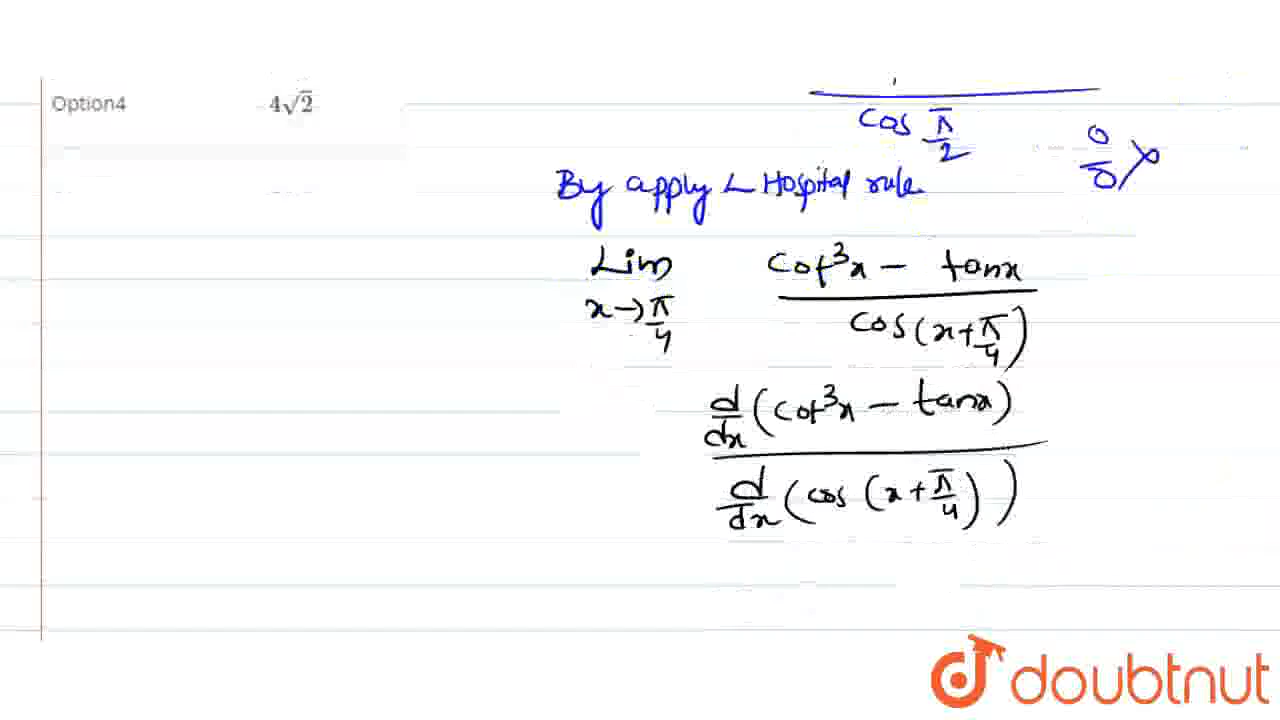 Option4 4√2
cos π/2
0/0
By apply L Hospital rule
Lim x→π/4 cot³x - tanx / cos(x+π/4)
d/dx (cot³x - tanx)
d/dx (cos (x+π/4))
doubtnut